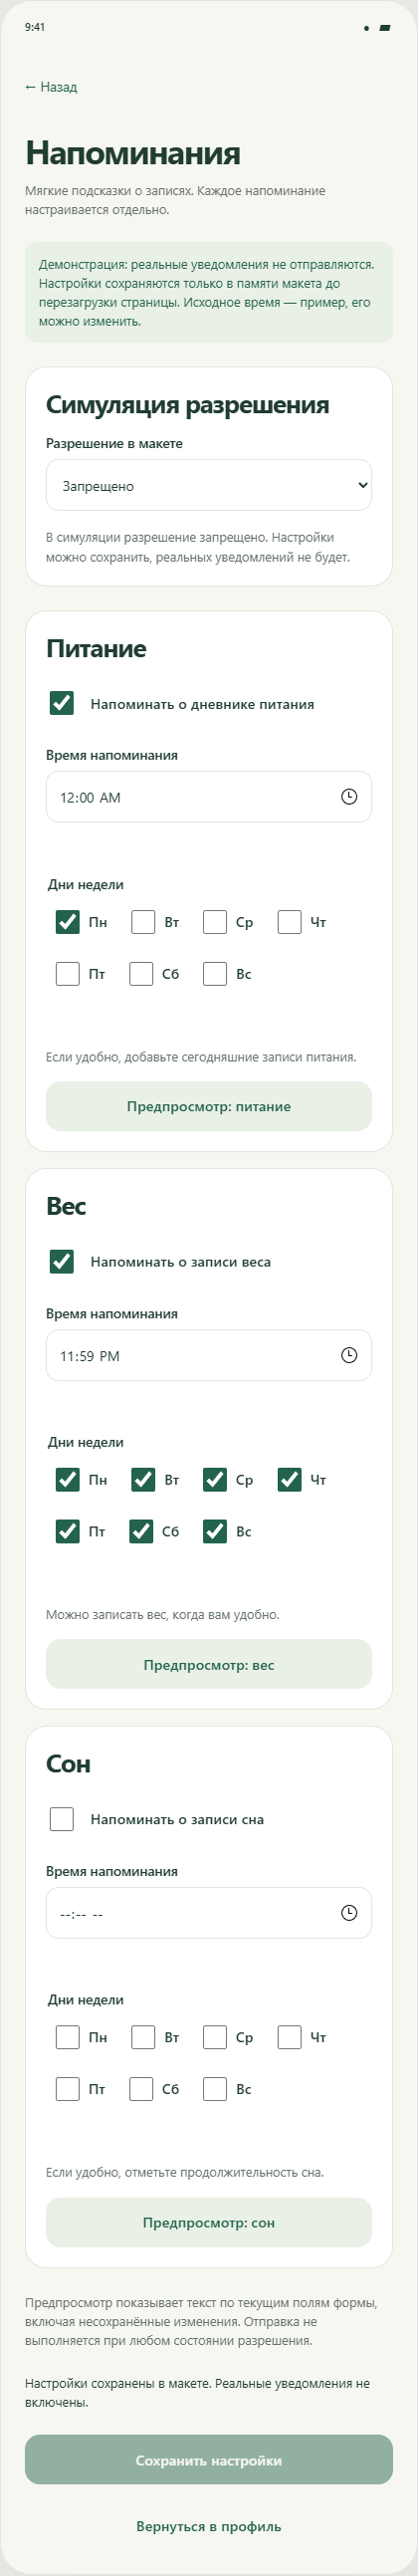 9:41
← Назад
Напоминания
Мягкие подсказки о записях. Каждое напоминание
настраивается отдельно.
Демонстрация: реальные уведомления не отправляются.
Настройки сохраняются только в памяти макета до
перезагрузки страницы. Исходное время — пример, его
можно изменить.
Симуляция разрешения
Разрешение в макете
Запрещено
В симуляции разрешение запрещено. Настройки
можно сохранить, реальных уведомлений не будет.
Питание
Напоминать о дневнике питания
Время напоминания
12:00 AM
Дни недели
Пн Вт Ср Чт
Пт Сб Вс
Если удобно, добавьте сегодняшние записи питания.
Предпросмотр: питание
Вес
Напоминать о записи веса
Время напоминания
11:59 PM
Дни недели
Пн Вт Ср Чт
Пт Сб Вс
Можно записать вес, когда вам удобно.
Предпросмотр: вес
Сон
Напоминать о записи сна
Время напоминания
--:-- --
Дни недели
Пн Вт Ср Чт
Пт Сб Вс
Если удобно, отметьте продолжительность сна.
Предпросмотр: сон
Предпросмотр показывает текст по текущим полям формы,
включая несохранённые изменения. Отправка не
выполняется при любом состоянии разрешения.
Настройки сохранены в макете. Реальные уведомления не
включены.
Сохранить настройки
Вернуться в профиль